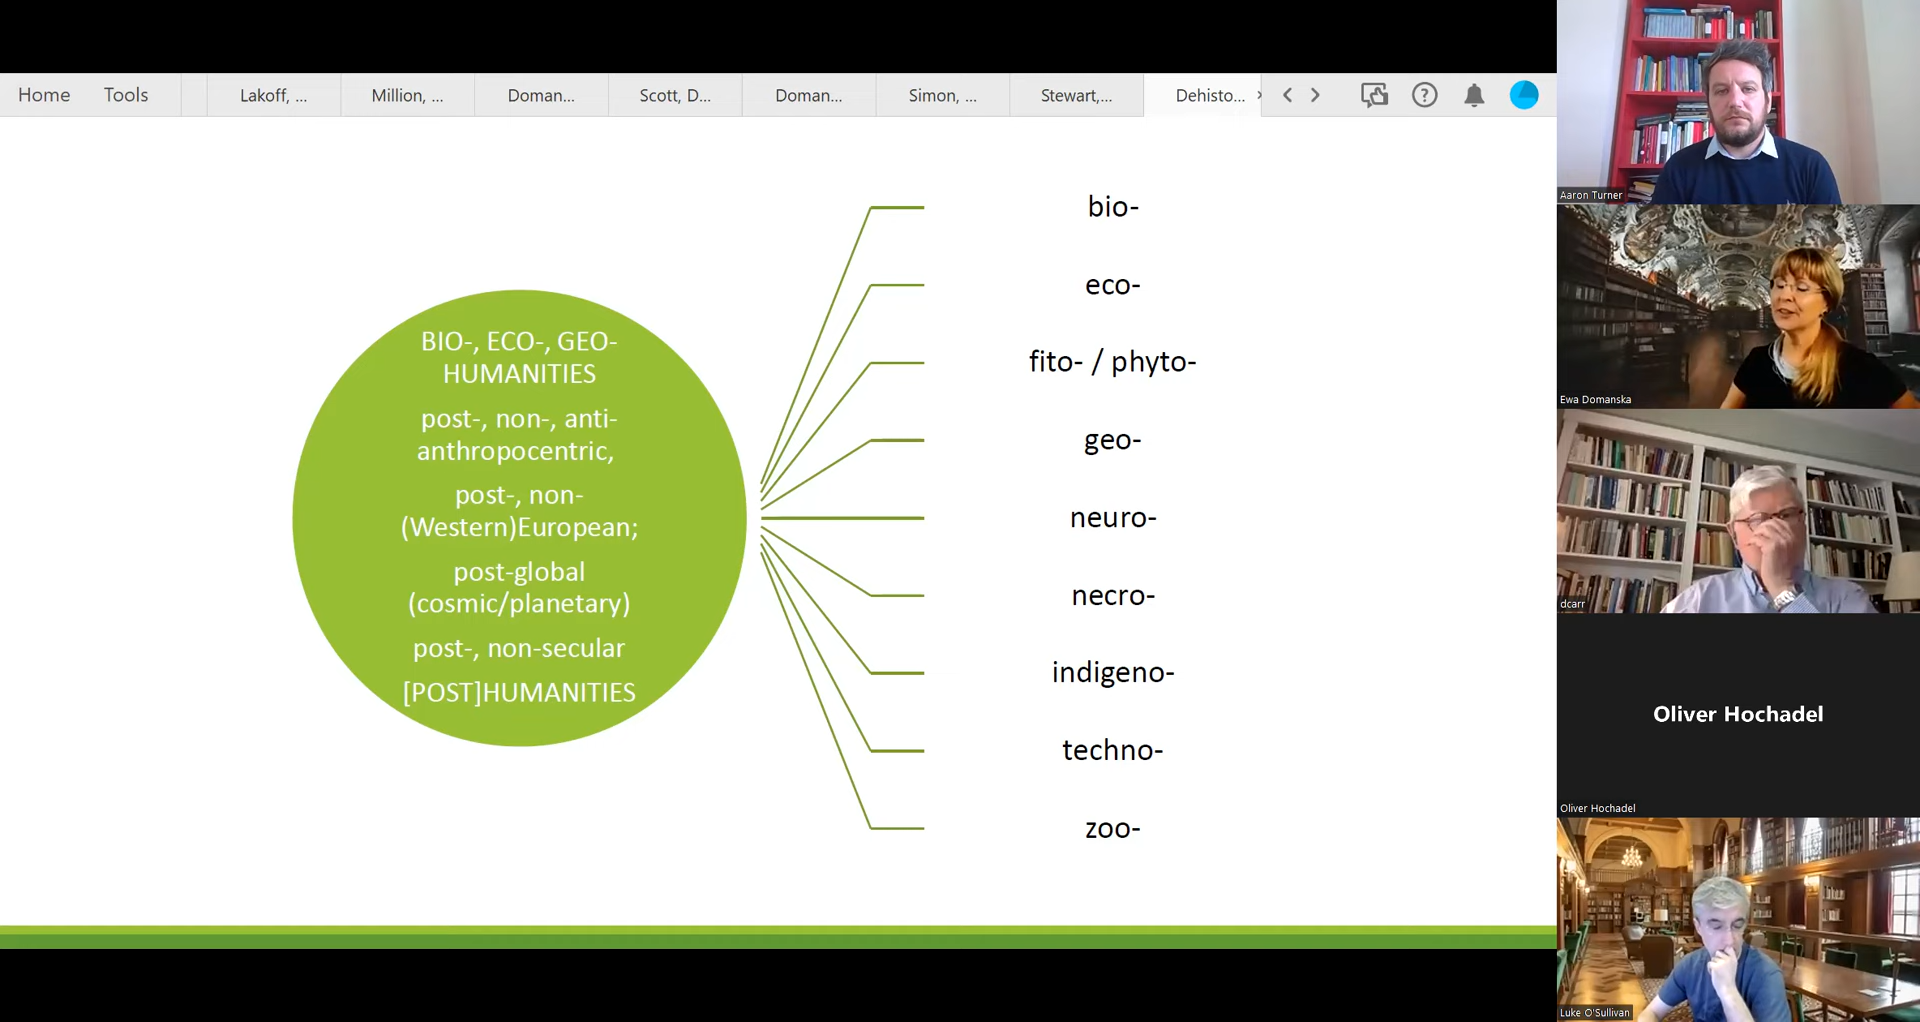 Home Tools Lakoff, ... Million, ... Doman... Scott, D... Doman... Simon, ... Stewart,... Dehisto...
BIO-, ECO-, GEO-
HUMANITIES
post-, non-, anti-
anthropocentric,
post-, non-
(Western)European;
post-global
(cosmic/planetary)
post-, non-secular
[POST]HUMANITIES
bio-
eco-
fito- / phyto-
geo-
neuro-
necro-
indigeno-
techno-
zoo-
Aaron Turner
Ewa Domanska
dcarr
Oliver Hochadel
Oliver Hochadel
Luke O'Sullivan